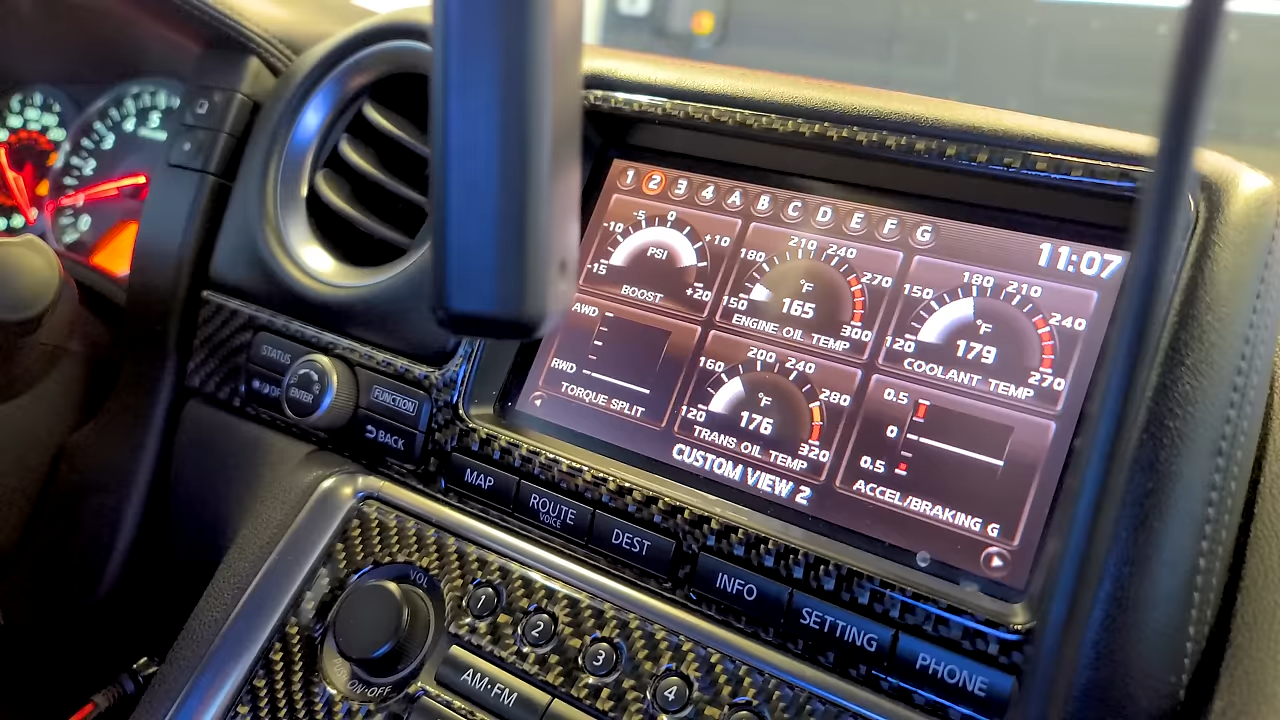 1 2 3 4 A B C D E F G
11:07
-15 -10 -5 0 +10 +20
PSI
BOOST
150 180 210 240 270 300
°F
165
ENGINE OIL TEMP
120 150 180 210 240 270
°F
179
COOLANT TEMP
AWD
RWD
TORQUE SPLIT
120 160 200 240 280 320
°F
176
TRANS OIL TEMP
0.5
0
0.5
ACCEL/BRAKING G
CUSTOM VIEW 2
STATUS
ENTER
FUNCTION
BACK
MAP
ROUTE
VOICE
DEST
INFO
SETTING
PHONE
VOL
ON·OFF
1
2
3
4
AM·FM